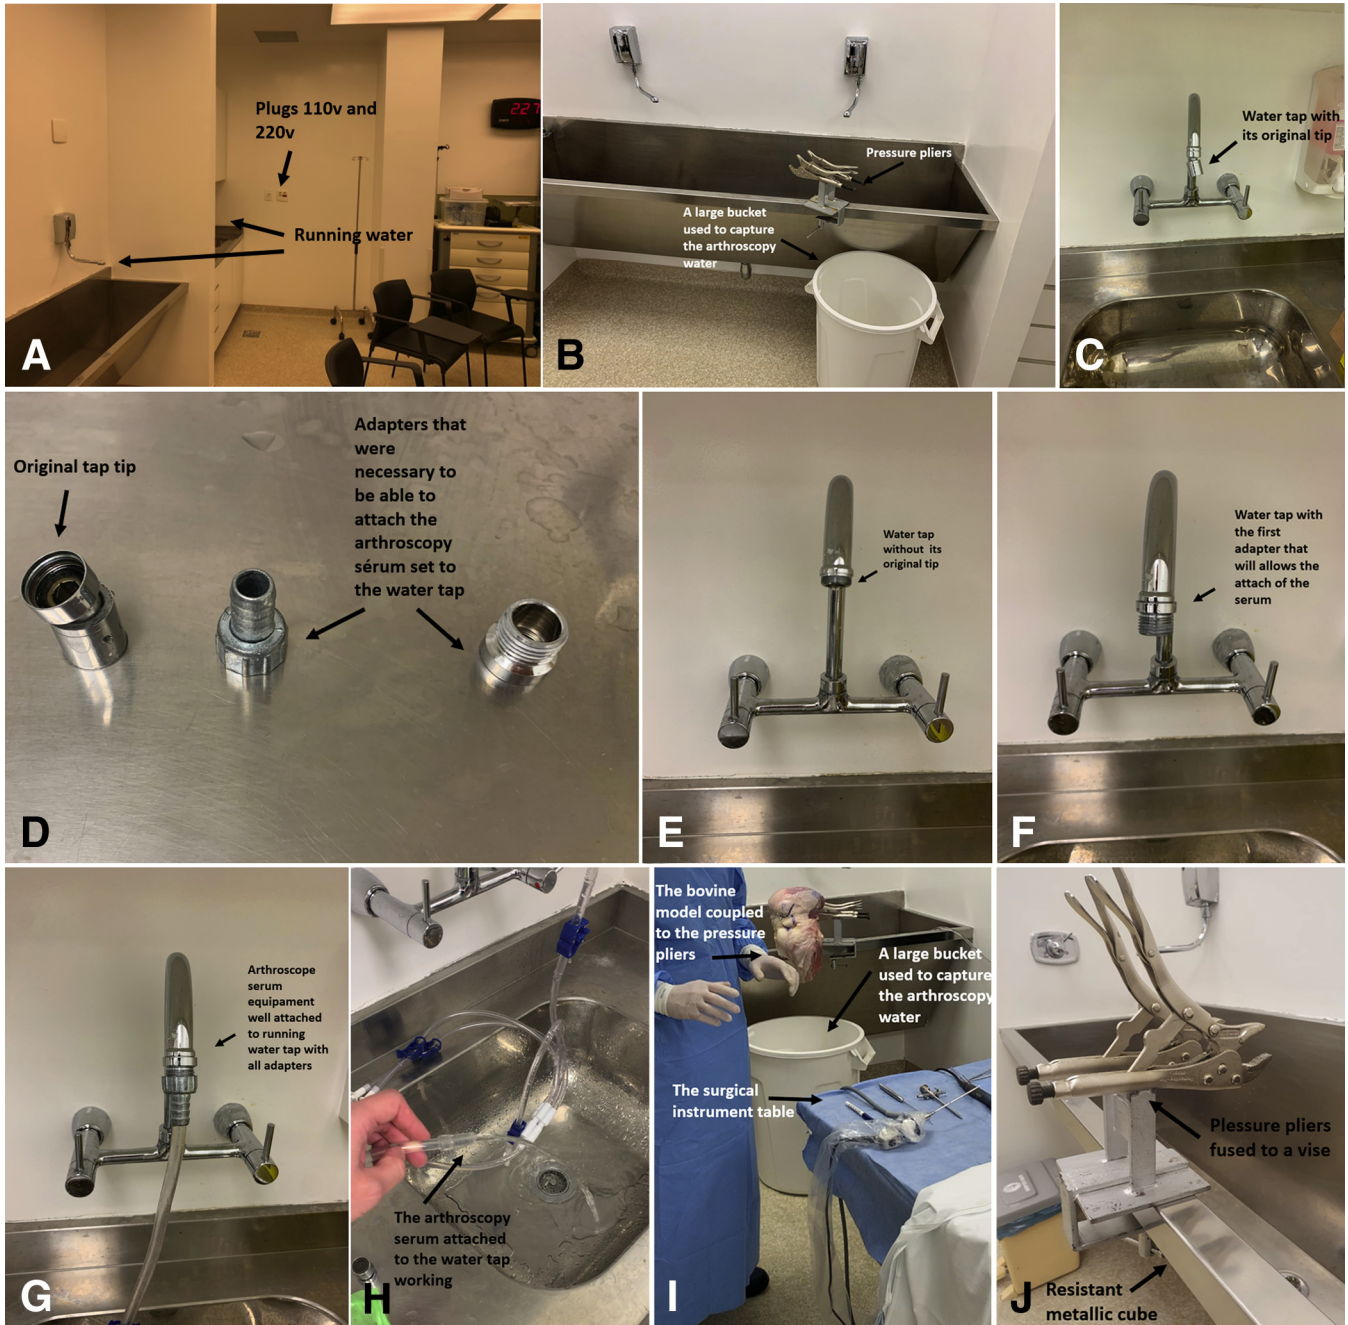 Plugs 110v and
220v
Running water
227
A
Pressure pliers
A large bucket
used to capture
the arthroscopy
water
B
Water tap with
its original tip
C
Original tap tip
Adapters that
were
necessary to
be able to
attach the
arthroscopy
sérum set to
the water tap
D
Water tap
without its
original tip
E
Water tap with
the first
adapter that
will allows the
attach of the
serum
F
Arthroscope
serum
equipament
well attached
to running
water tap with
all adapters
G
The arthroscopy
serum attached
to the water tap
working
H
The bovine
model coupled
to the pressure
pliers
A large bucket
used to capture
the arthroscopy
water
The surgical
instrument table
I
Plessure pliers
fused to a vise
Resistant
metallic cube
J